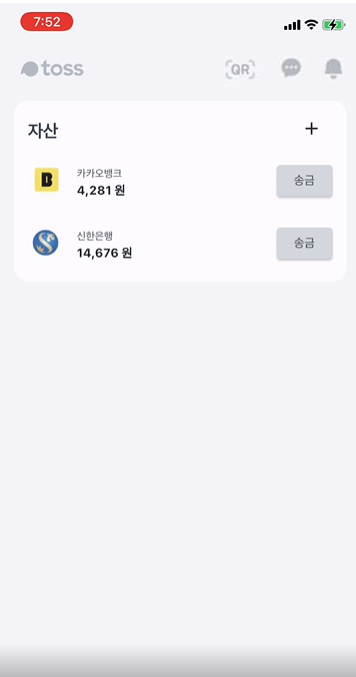 7:52
toss
QR
자산
카카오뱅크
4,281 원
송금
신한은행
14,676 원
송금